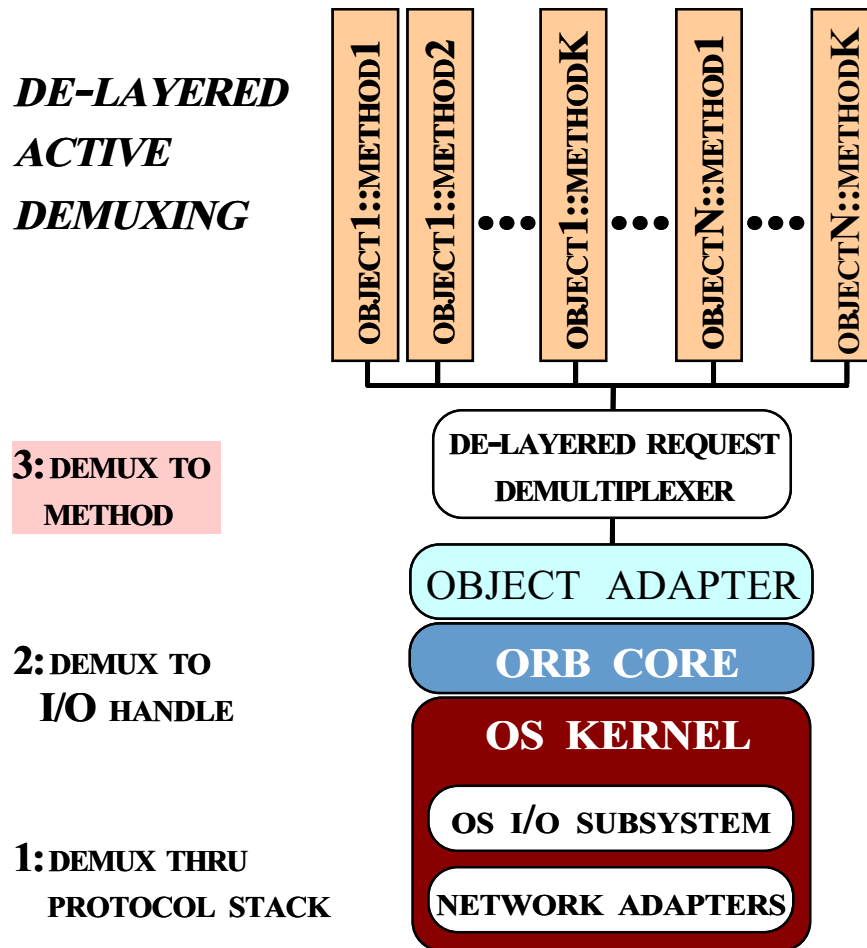 DE-LAYERED
ACTIVE
DEMUXING
OBJECT1::METHOD1
OBJECT1::METHOD2
OBJECT1::METHODK
OBJECTN::METHOD1
OBJECTN::METHODK
DE-LAYERED REQUEST
DEMULTIPLEXER
3: DEMUX TO
METHOD
OBJECT ADAPTER
2: DEMUX TO
I/O HANDLE
ORB CORE
OS KERNEL
OS I/O SUBSYSTEM
1: DEMUX THRU
PROTOCOL STACK
NETWORK ADAPTERS